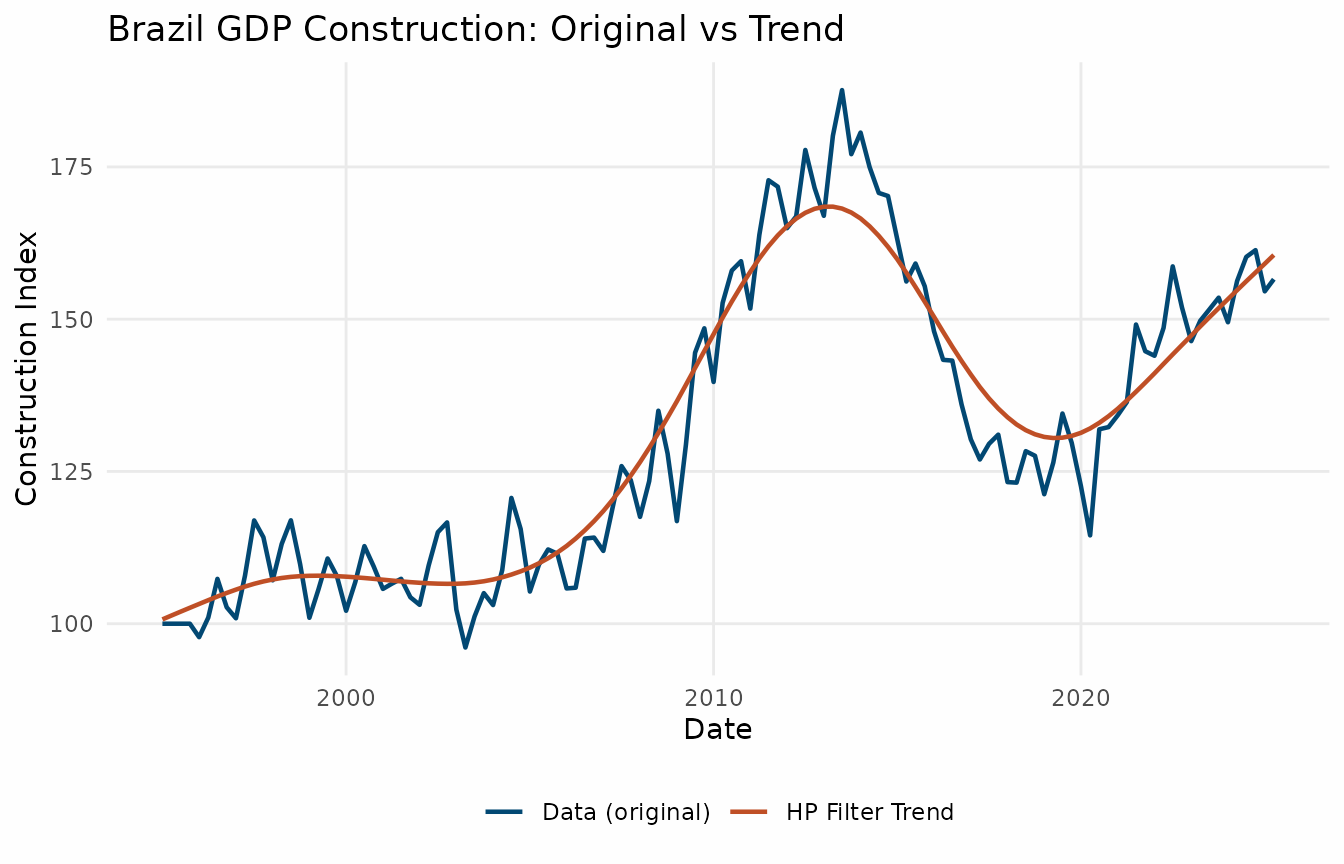 Brazil GDP Construction: Original vs Trend
Construction Index
175
150
125
100
2000 2010 2020
Date
Data (original) HP Filter Trend